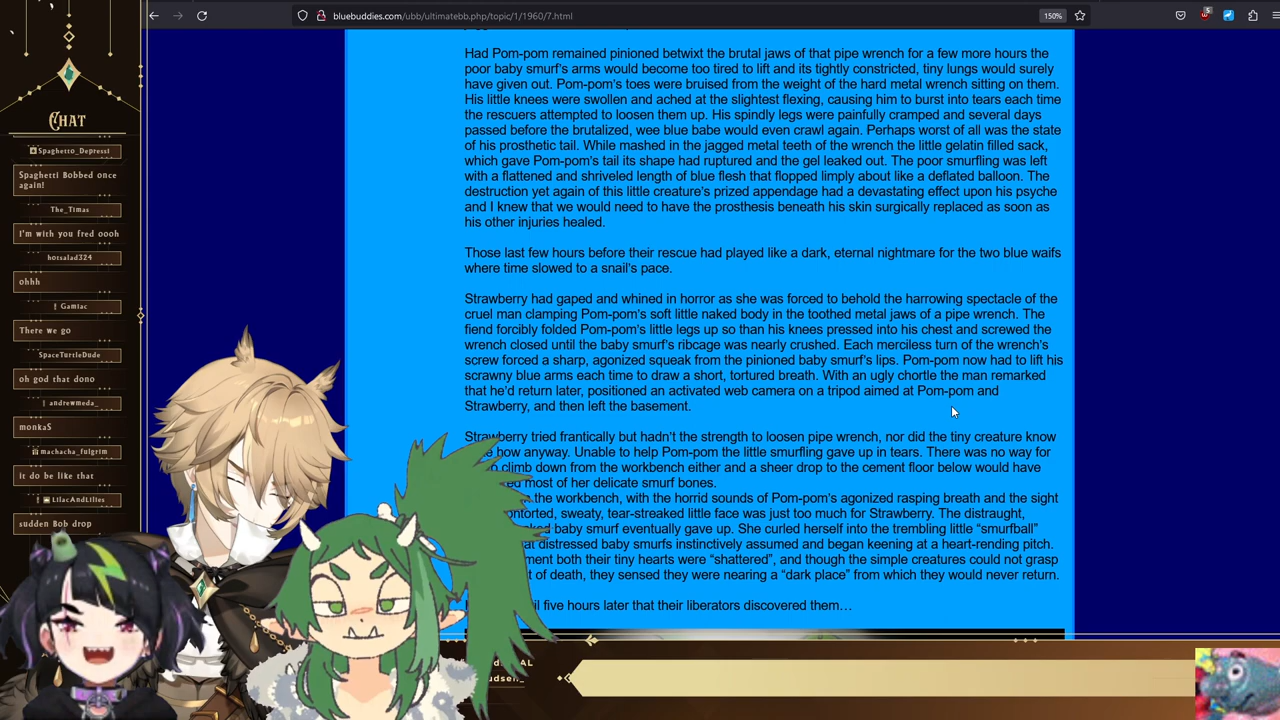 bluebuddies.com/ubb/ultimatebb.php/topic/1/1960/7.html
150%
5
Chat
Spaghetto_Depressi
Spaghetti Bobbed once
again!
The_Timas
I'm with you fred oooh
hotsalad324
ohhh
Gamiac
There we go
SpaceTurtleDude
oh god that dono
andrewmeda_
monkaS
machacha_fulgrim
it do be like that
LilacAndLilies
sudden Bob drop
Had Pom-pom remained pinioned betwixt the brutal jaws of that pipe wrench for a few more hours the
poor baby smurf's arms would become too tired to lift and its tightly constricted, tiny lungs would surely
have given out. Pom-pom's toes were bruised from the weight of the hard metal wrench sitting on them.
His little knees were swollen and ached at the slightest flexing, causing him to burst into tears each time
the rescuers attempted to loosen them up. His spindly legs were painfully cramped and several days
passed before the brutalized, wee blue babe would even crawl again. Perhaps worst of all was the state
of his prosthetic tail. While mashed in the jagged metal teeth of the wrench the little gelatin filled sack,
which gave Pom-pom's tail its shape had ruptured and the gel leaked out. The poor smurfling was left
with a flattened and shriveled length of blue flesh that flopped limply about like a deflated balloon. The
destruction yet again of this little creature's prized appendage had a devastating effect upon his psyche
and I knew that we would need to have the prosthesis beneath his skin surgically replaced as soon as
his other injuries healed.
Those last few hours before their rescue had played like a dark, eternal nightmare for the two blue waifs
where time slowed to a snail's pace.
Strawberry had gaped and whined in horror as she was forced to behold the harrowing spectacle of the
cruel man clamping Pom-pom's soft little naked body in the toothed metal jaws of a pipe wrench. The
fiend forcibly folded Pom-pom's little legs up so than his knees pressed into his chest and screwed the
wrench closed until the baby smurf's ribcage was nearly crushed. Each merciless turn of the wrench's
screw forced a sharp, agonized squeak from the pinioned baby smurf's lips. Pom-pom now had to lift his
scrawny blue arms each time to draw a short, tortured breath. With an ugly chortle the man remarked
that he'd return later, positioned an activated web camera on a tripod aimed at Pom-pom and
Strawberry, and then left the basement.
Strawberry tried frantically but hadn't the strength to loosen pipe wrench, nor did the tiny creature know
how anyway. Unable to help Pom-pom the little smurfling gave up in tears. There was no way for
climb down from the workbench either and a sheer drop to the cement floor below would have
most of her delicate smurf bones.
the workbench, with the horrid sounds of Pom-pom's agonized rasping breath and the sight
contorted, sweaty, tear-streaked little face was just too much for Strawberry. The distraught,
baby smurf eventually gave up. She curled herself into the trembling little “smurfball”
at distressed baby smurfs instinctively assumed and began keening at a heart-rending pitch.
ment both their tiny hearts were “shattered”, and though the simple creatures could not grasp
t of death, they sensed they were nearing a “dark place” from which they would never return.
il five hours later that their liberators discovered them…